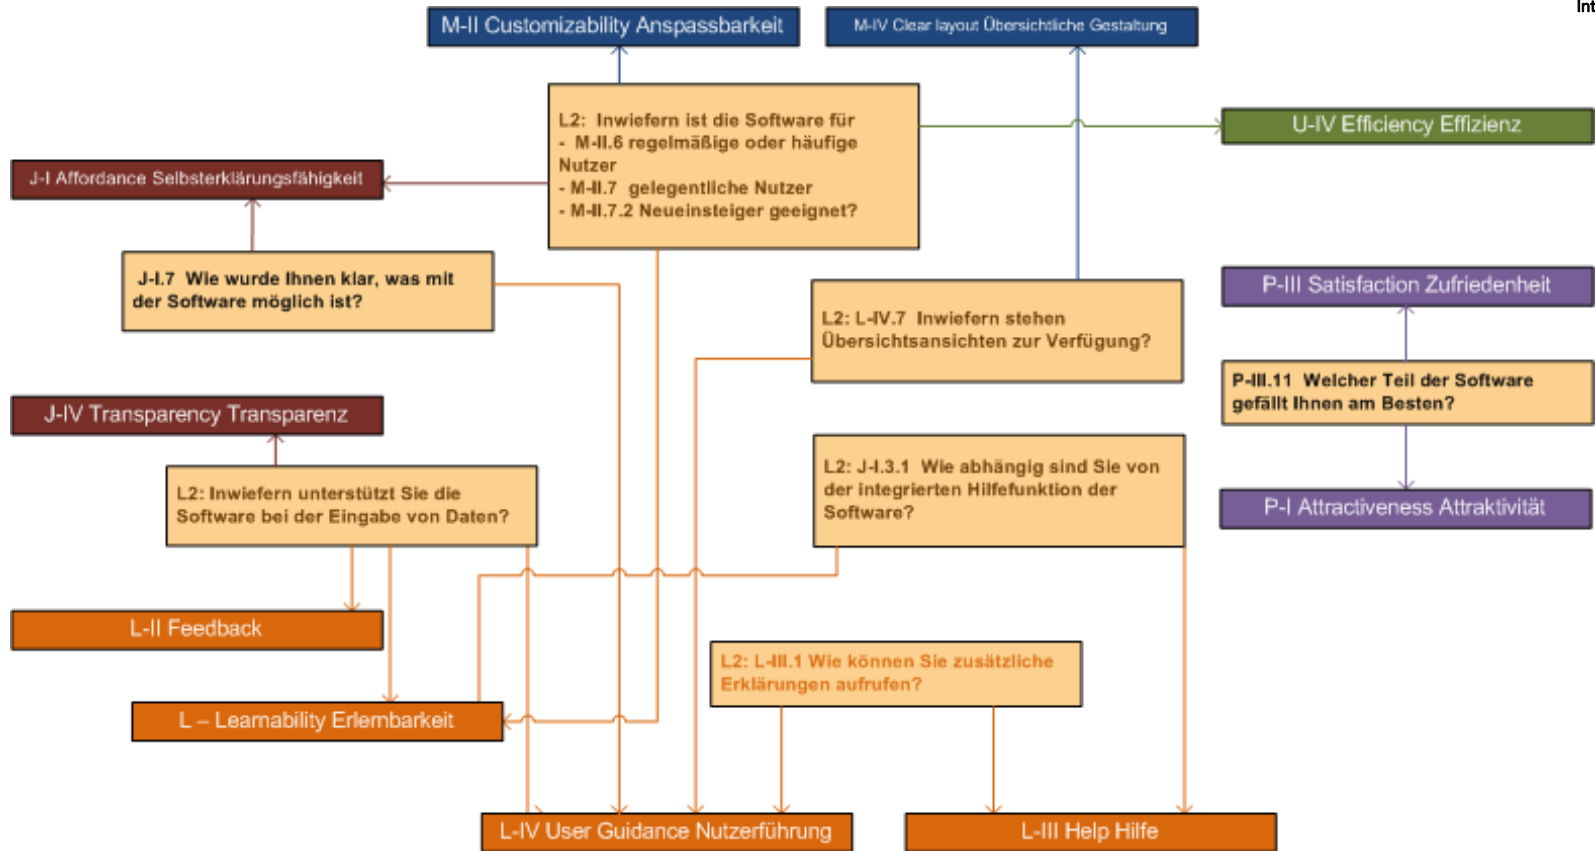 Int
M-II Customizability Anspassbarkeit
M-IV Clear layout Übersichtliche Gestaltung
L2: Inwiefern ist die Software für
- M-II.6 regelmäßige oder häufige
Nutzer
- M-II.7 gelegentliche Nutzer
- M-II.7.2 Neueinsteiger geeignet?
U-IV Efficiency Effizienz
J-I Affordance Selbsterklärungsfähigkeit
J-I.7 Wie wurde Ihnen klar, was mit
der Software möglich ist?
P-III Satisfaction Zufriedenheit
L2: L-IV.7 Inwiefern stehen
Übersichtsansichten zur Verfügung?
P-III.11 Welcher Teil der Software
gefällt Ihnen am Besten?
J-IV Transparency Transparenz
L2: J-I.3.1 Wie abhängig sind Sie von
der integrierten Hilfefunktion der
Software?
L2: Inwiefern unterstützt Sie die
Software bei der Eingabe von Daten?
P-I Attractiveness Attraktivität
L-II Feedback
L2: L-III.1 Wie können Sie zusätzliche
Erklärungen aufrufen?
L – Learnability Erlernbarkeit
L-IV User Guidance Nutzerführung
L-III Help Hilfe